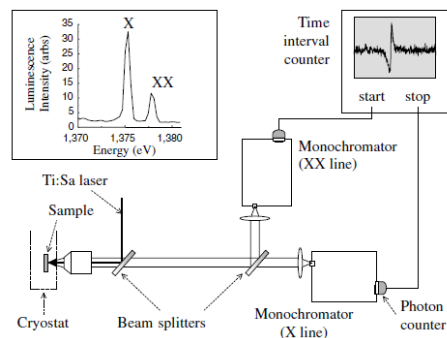 X
XX
Luminescence
Intensity (arbs)
35
30
25
20
15
10
5
0
1,370
1,375
1,380
Energy (eV)
Time
interval
counter
start
stop
Monochromator
(XX line)
Ti:Sa laser
Sample
Cryostat
Beam splitters
Monochromator
(X line)
Photon
counter